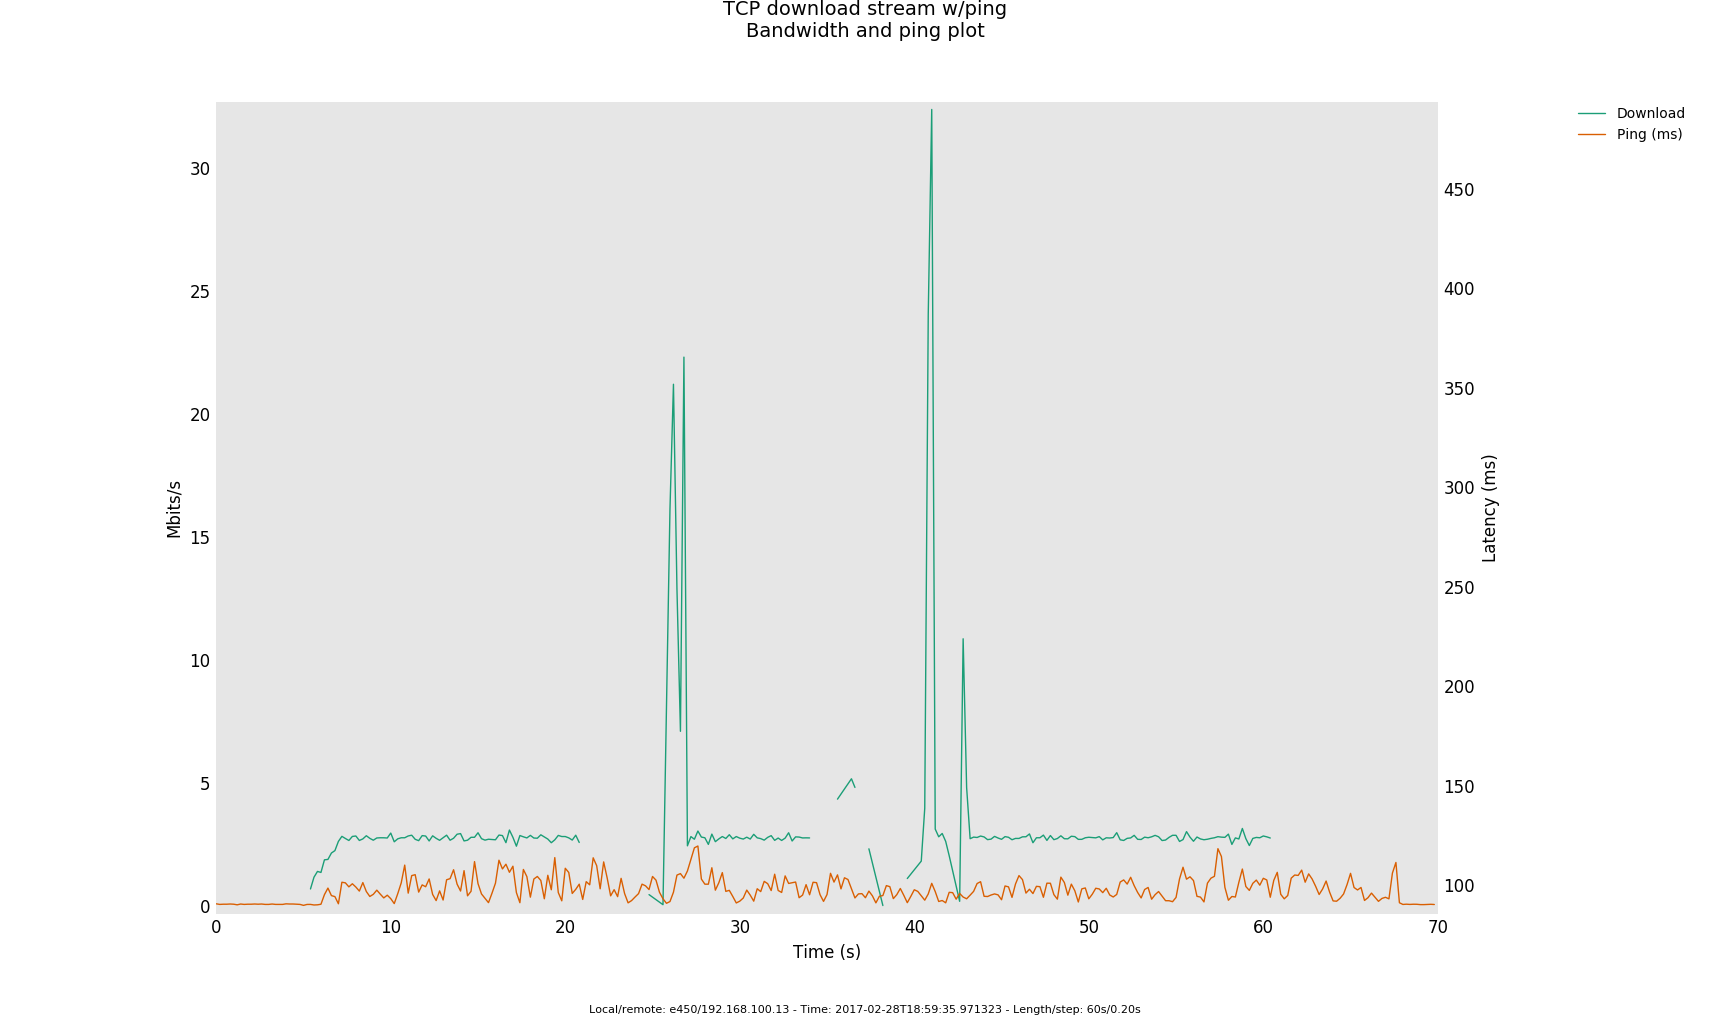 TCP download stream w/ping
Bandwidth and ping plot
Download
Ping (ms)
30
25
20
15
10
5
0
Mbits/s
450
400
350
300
250
200
150
100
Latency (ms)
0 10 20 30 40 50 60 70
Time (s)
Local/remote: e450/192.168.100.13 - Time: 2017-02-28T18:59:35.971323 - Length/step: 60s/0.20s